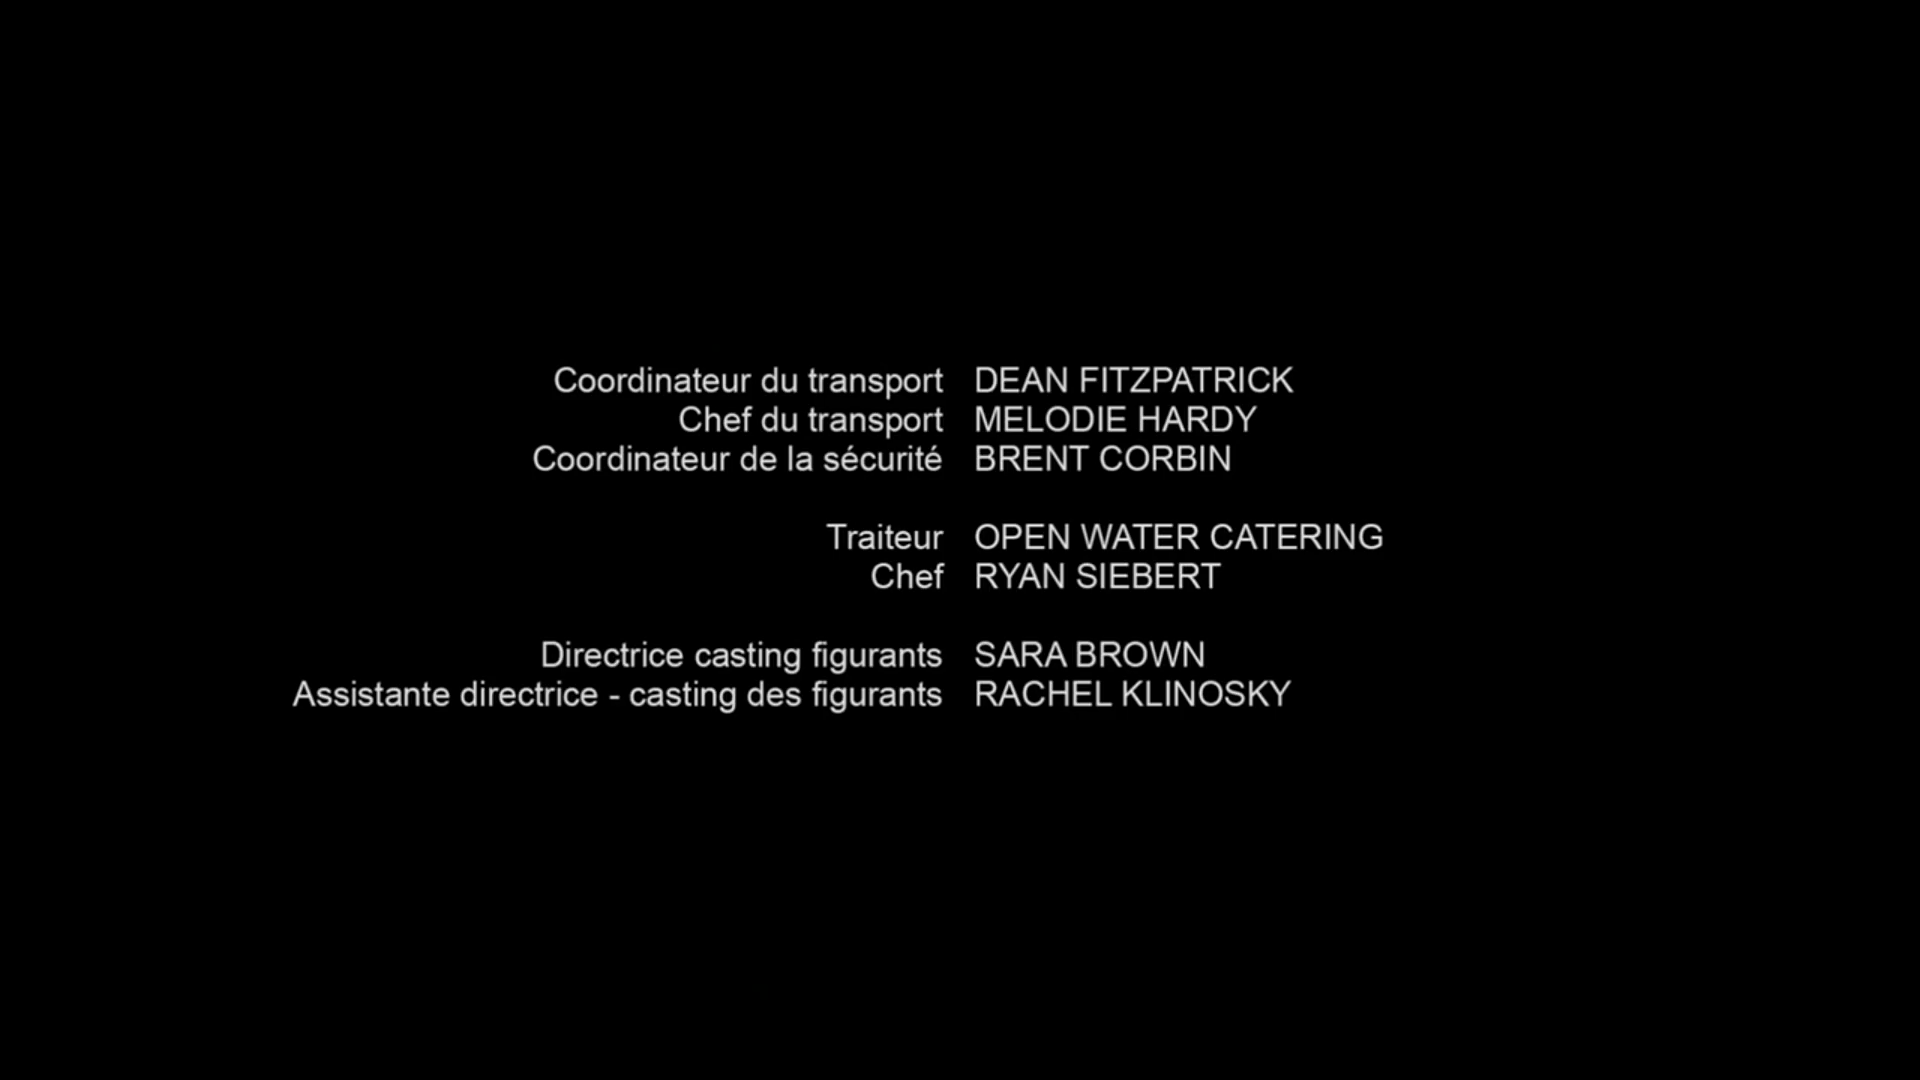 Coordinateur du transport DEAN FITZPATRICK
Chef du transport MELODIE HARDY
Coordinateur de la sécurité BRENT CORBIN
Traiteur OPEN WATER CATERING
Chef RYAN SIEBERT
Directrice casting figurants SARA BROWN
Assistante directrice - casting des figurants RACHEL KLINOSKY